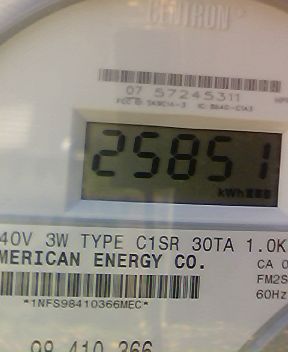 CENTRON
07 57245311
25851
kWh
40V 3W TYPE C1SR 30TA 1.0K
MERICAN ENERGY CO.
CA 0
FM2S
60Hz
*1NFS98410366MEC*
98 410 366